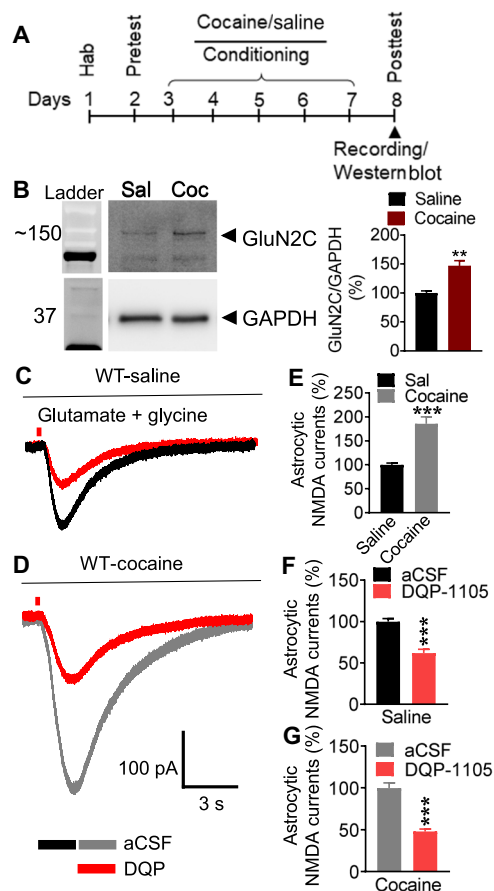 A
Hab
Pretest
Cocaine/saline
Conditioning
Posttest
Days 1 2 3 4 5 6 7 8
Recording/
Western blot
B
Ladder Sal Coc
~150
GluN2C
37
GAPDH
Saline
Cocaine
GluN2C/GAPDH
(%)
200
150
100
50
0
**
C
WT-saline
Glutamate + glycine
E
Sal
Cocaine
Astrocytic
NMDA currents (%)
250
200
150
100
50
0
***
Saline
Cocaine
D
WT-cocaine
100 pA
3 s
aCSF
DQP
F
aCSF
DQP-1105
Astrocytic
NMDA currents (%)
150
100
50
0
***
Saline
G
aCSF
DQP-1105
Astrocytic
NMDA currents (%)
150
100
50
0
***
Cocaine